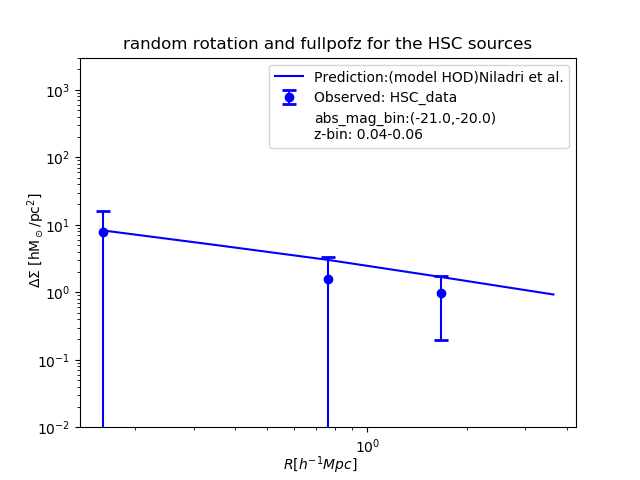 random rotation and fullpofz for the HSC sources
Prediction:(model HOD)Niladri et al.
Observed: HSC_data
abs_mag_bin:(-21.0,-20.0)
z-bin: 0.04-0.06
ΔΣ [hM⊙/pc²]
10³
10²
10¹
10⁰
10⁻¹
10⁻²
10⁰
R[h⁻¹Mpc]